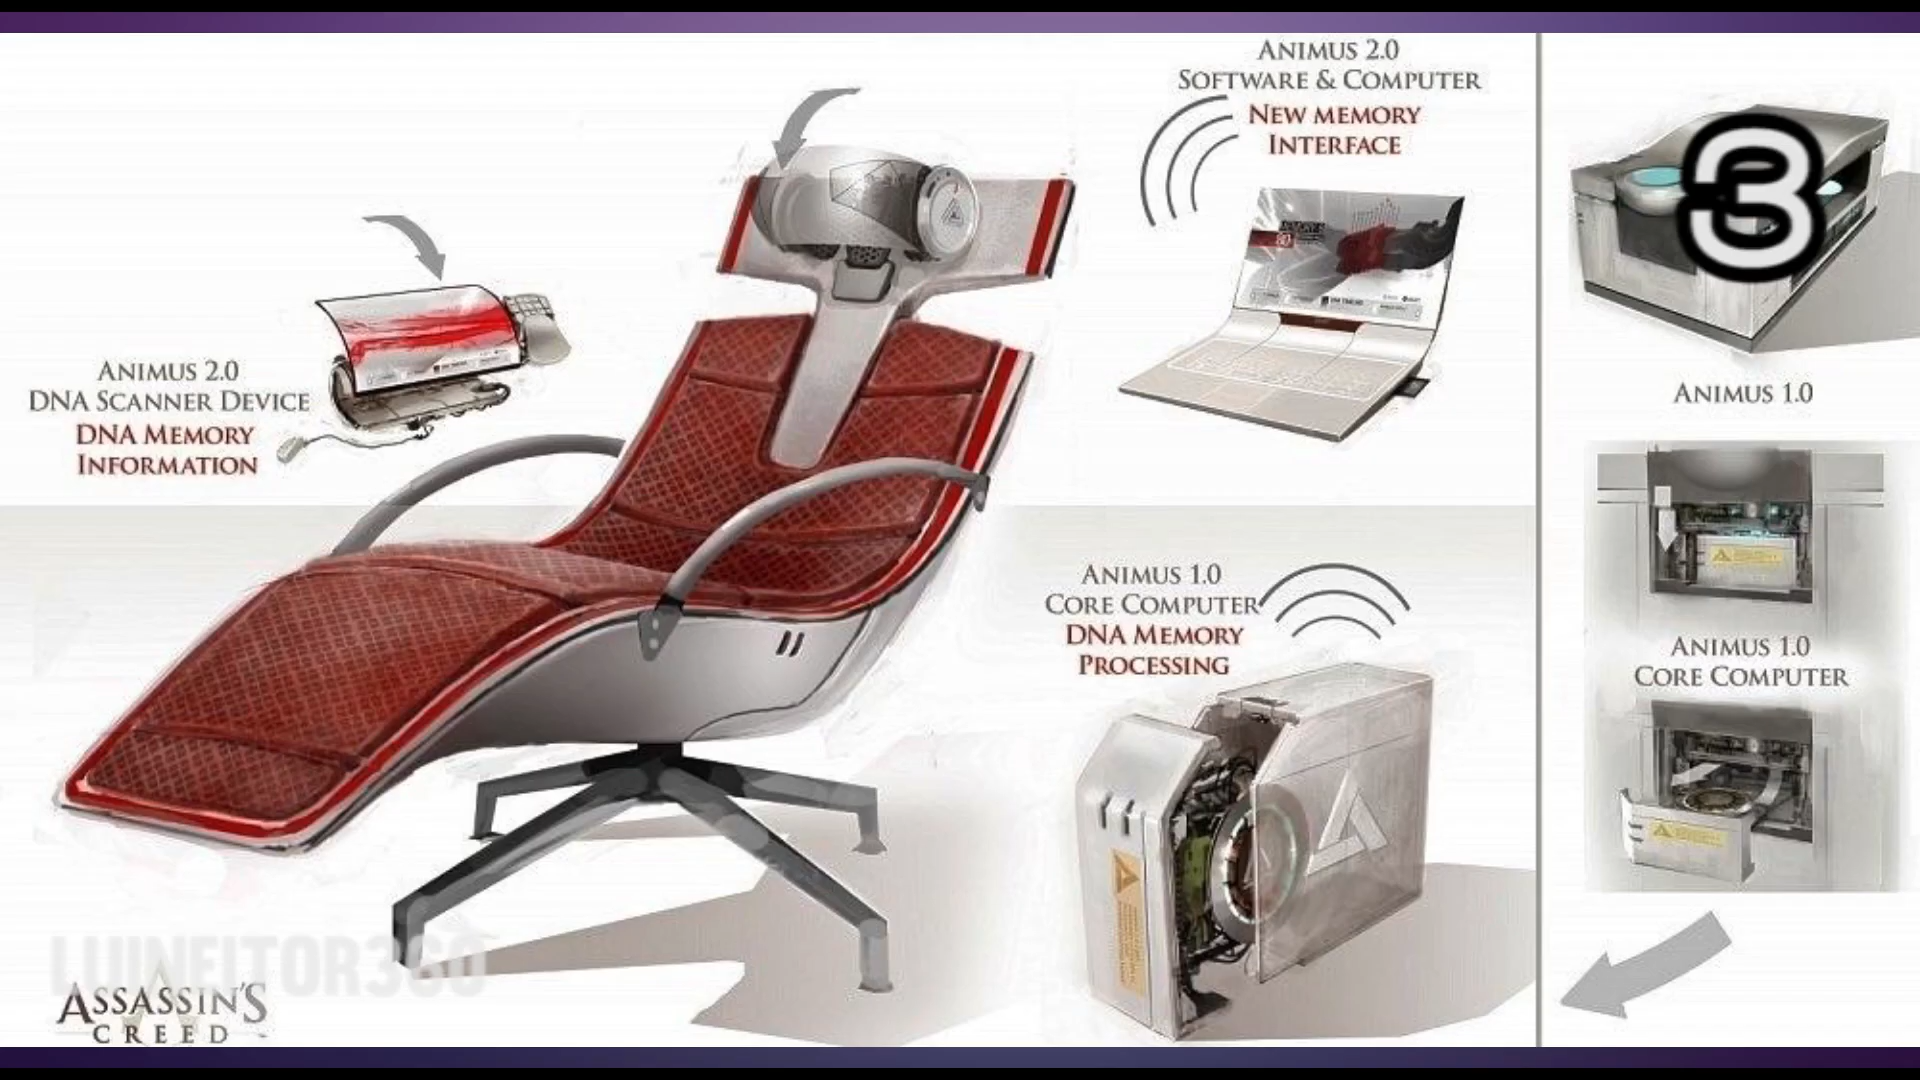 ANIMUS 2.0
SOFTWARE & COMPUTER
NEW MEMORY
INTERFACE
3
ANIMUS 2.0
DNA SCANNER DEVICE
DNA MEMORY
INFORMATION
ANIMUS 1.0
ANIMUS 1.0
CORE COMPUTER
DNA MEMORY
PROCESSING
ANIMUS 1.0
CORE COMPUTER
LUINEITOR360
ASSASSIN'S
CREED